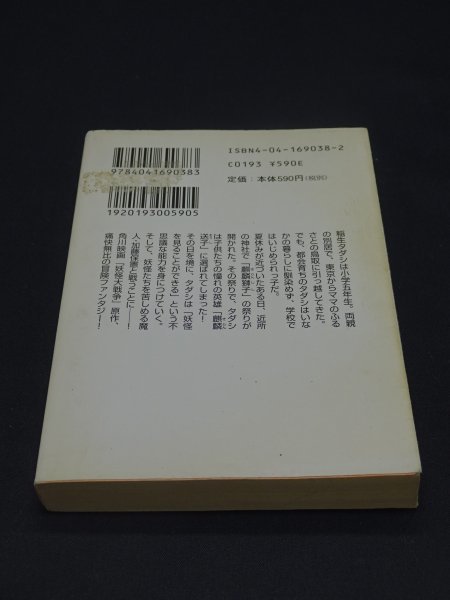 9784041690383
1920193005905
ISBN4-04-169038-2
C0193 ¥590E
定価：本体590円(税別)
稲生タダシは小学五年生。両親
の別居で、東京からママのふる
さとの鳥取に引っ越してきた。
でも、都会育ちのタダシはいな
かの暮らしに馴染めず、学校で
はいじめられっ子だ。
夏休みが近づいたある日、近所
の神社で「麒麟獅子」の祭りが
開かれた。その祭りで、タダシ
は子供たちの憧れの英雄「麒麟
送子」に選ばれてしまった！
その日を境に、タダシは「妖怪
を見ることができる」という不
思議な能力を身につけていく。
そして、妖怪たちを苦しめる魔
人・加藤保憲と戦うことに――！
角川映画『妖怪大戦争』原作、
痛快無比の冒険ファンタジー！